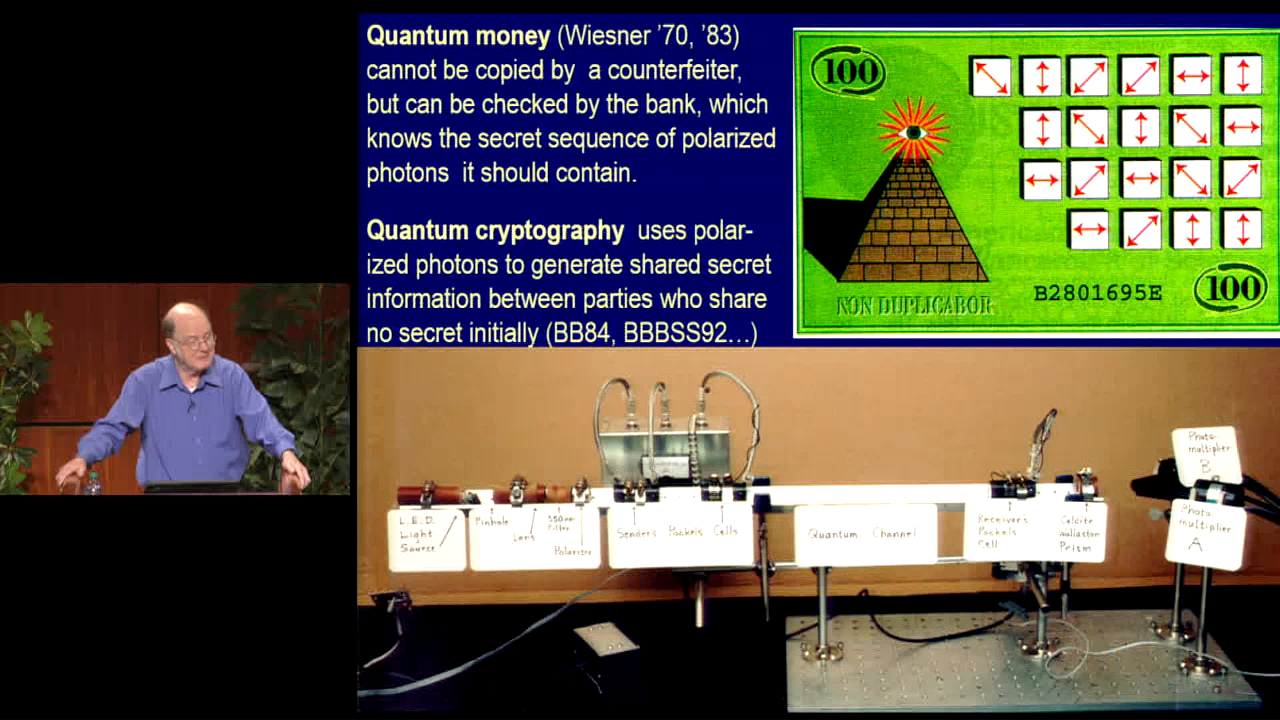 Quantum money (Wiesner '70, '83)
cannot be copied by a counterfeiter,
but can be checked by the bank, which
knows the secret sequence of polarized
photons it should contain.
Quantum cryptography uses polar-
ized photons to generate shared secret
information between parties who share
no secret initially (BB84, BBBSS92…)
100
NON DUPLICABOR
B2801695E
100
L.E.D.
Light
Source
Pinhole
Lens
550nm
Filter
Polarizer
Senders Pockels Cells
Quantum Channel
Receiver's
Pockels
Cell
Calcite
Wollaston
Prism
Photo-
multiplier
B
Photo-
multiplier
A